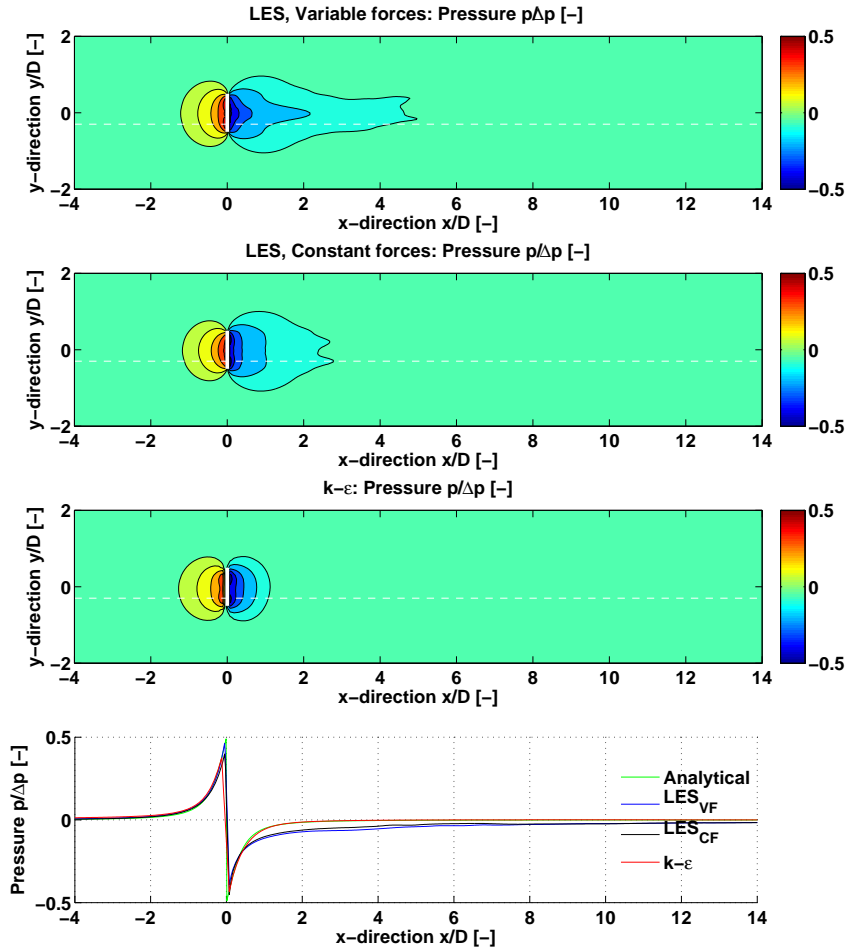 LES, Variable forces: Pressure p/Δp [−]
y−direction y/D [−]
2
0
−2
−4 −2 0 2 4 6 8 10 12 14
x−direction x/D [−]
0.5
0
−0.5
LES, Constant forces: Pressure p/Δp [−]
y−direction y/D [−]
2
0
−2
−4 −2 0 2 4 6 8 10 12 14
x−direction x/D [−]
0.5
0
−0.5
k−ε: Pressure p/Δp [−]
y−direction y/D [−]
2
0
−2
−4 −2 0 2 4 6 8 10 12 14
x−direction x/D [−]
0.5
0
−0.5
Pressure p/Δp [−]
0.5
0
−0.5
−4 −2 0 2 4 6 8 10 12 14
x−direction x/D [−]
Analytical
LES_VF
LES_CF
k−ε